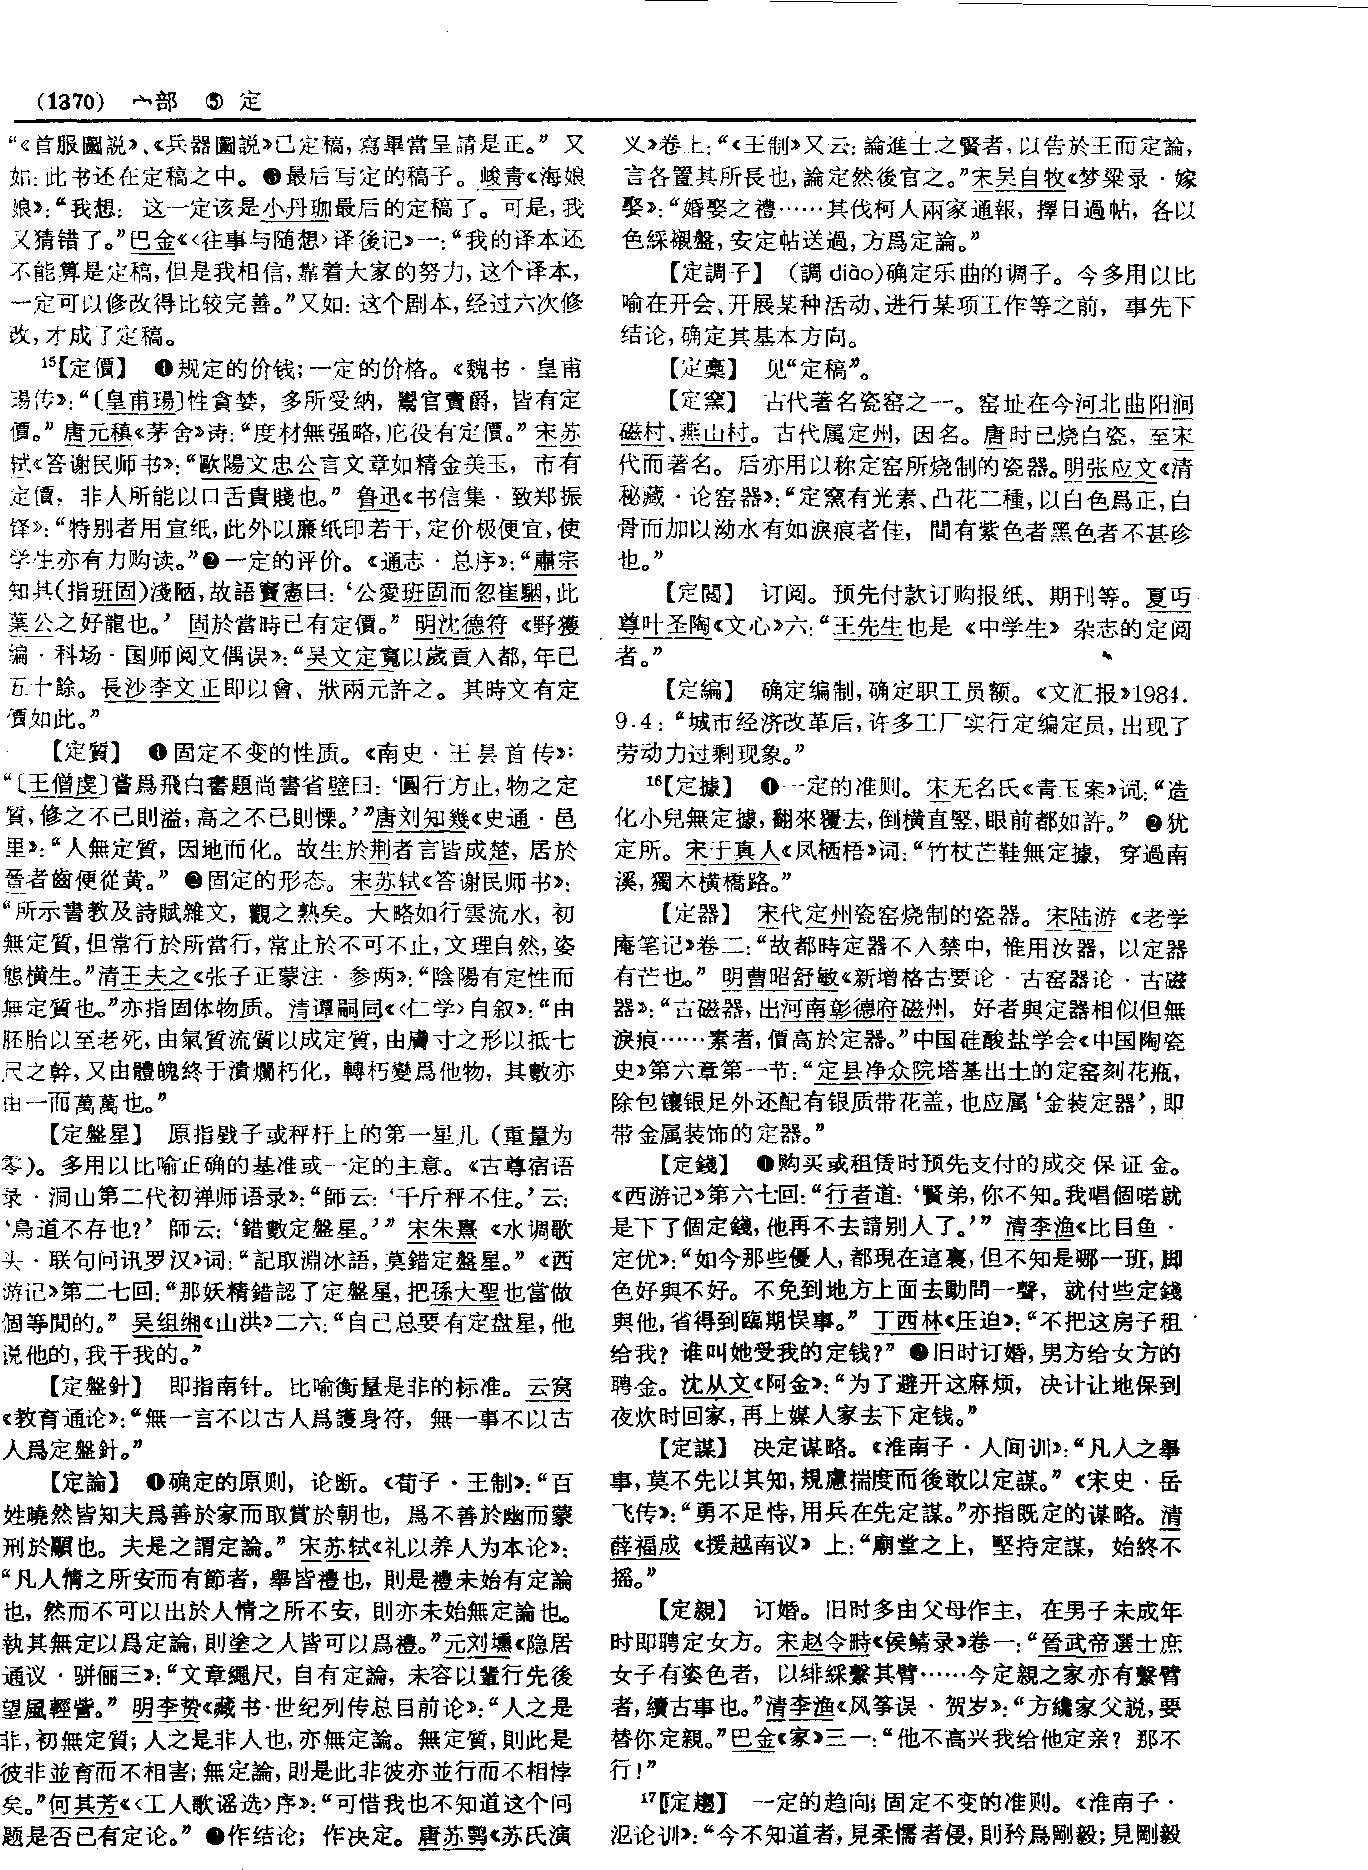 (1370) 宀部 ⑤ 定
“《首服圖説》、《兵器圖説》已定稿，寫畢當呈請是正。” 又
如：此书还在定稿之中。❸最后写定的稿子。峻青《海娘
娘》：“我想： 这一定该是小丹珈最后的定稿了。可是，我
又猜错了。”巴金《〈往事与随想〉译後记》一：“我的译本还
不能算是定稿，但是我相信，靠着大家的努力，这个译本，
一定可以修改得比较完善。”又如：这个剧本，经过六次修
改，才成了定稿。
15【定價】 ❶规定的价钱；一定的价格。《魏书·皇甫
瑒传》：“〔皇甫瑒〕性貪婪，多所受納，鬻官賣爵，皆有定
價。”唐元稹《茅舍》诗：“度材無强略，庀役有定價。”宋苏
轼《答谢民师书》：“歐陽文忠公言文章如精金美玉，市有
定價，非人所能以口舌貴賤也。” 鲁迅《书信集·致郑振
铎》：“特别者用宣纸，此外以廉纸印若干，定价极便宜，使
学生亦有力购读。”❷一定的评价。《通志·总序》：“肅宗
知其(指班固)淺陋，故語竇憲曰：‘公愛班固而忽崔駰，此
葉公之好龍也。’ 固於當時已有定價。” 明沈德符《野獲
编·科场·国师阅文偶误》：“吴文定寬以歲貢入都，年已
五十餘。長沙李文正即以會、狀兩元許之。其時文有定
價如此。”
【定質】 ❶固定不变的性质。《南史·王昙首传》：
“〔王僧虔〕嘗爲飛白書題尚書省壁曰：‘圓行方止，物之定
質，修之不已則溢，高之不已則慄。’”唐刘知幾《史通·邑
里》：“人無定質，因地而化。故生於荆者言皆成楚，居於
晉者齒便從黄。” ❷固定的形态。宋苏轼《答谢民师书》：
“所示書教及詩賦雜文，觀之熟矣。大略如行雲流水，初
無定質，但常行於所當行，常止於不可不止，文理自然，姿
態橫生。”清王夫之《张子正蒙注·参两》：“陰陽有定性而
無定質也。”亦指固体物质。清谭嗣同《〈仁学〉自叙》：“由
胚胎以至老死，由氣質流質以成定質，由膚寸之形以抵七
尺之幹，又由體魄終于潰爛朽化，轉朽變爲他物，其數亦
由一而萬萬也。”
【定盤星】 原指戥子或秤杆上的第一星儿（重量为
零）。多用以比喻正确的基准或一定的主意。《古尊宿语
录·洞山第二代初禅师语录》：“師云：‘千斤秤不住。’云：
‘鳥道不存也？’ 師云：‘錯數定盤星。’” 宋朱熹《水调歌
头·联句问讯罗汉》词：“記取淵冰語，莫錯定盤星。”《西
游记》第二七回：“那妖精錯認了定盤星，把孫大聖也當做
個等閒的。” 吴组缃《山洪》二六：“自己总要有定盘星，他
说他的，我干我的。”
【定盤針】 即指南针。比喻衡量是非的标准。云窝
《教育通论》：“無一言不以古人爲護身符，無一事不以古
人爲定盤針。”
【定論】 ❶确定的原则，论断。《荀子·王制》：“百
姓曉然皆知夫爲善於家而取賞於朝也，爲不善於幽而蒙
刑於顯也。夫是之謂定論。” 宋苏轼《礼以养人为本论》：
“凡人情之所安而有節者，舉皆禮也，則是禮未始有定論
也，然而不可以出於人情之所不安，則亦未始無定論也。
執其無定以爲定論，則塗之人皆可以爲禮。”元刘壎《隐居
通议·骈俪三》：“文章繩尺，自有定論，未容以輩行先後
望風輕訾。” 明李贽《藏书·世纪列传总目前论》：“人之是
非，初無定質；人之是非人也，亦無定論。無定質，則此是
彼非並育而不相害；無定論，則是此非彼亦並行而不相悖
矣。”何其芳《〈工人歌谣选〉序》：“可惜我也不知道这个问
题是否已有定论。” ❷作结论；作决定。唐苏鹗《苏氏演
义》卷上：“《王制》又云：論進士之賢者，以告於王而定論，
言各置其所長也，論定然後官之。”宋吴自牧《梦粱录·嫁
娶》：“婚娶之禮……其伐柯人兩家通報，擇日過帖，各以
色綵襯盤，安定帖送過，方爲定論。”
【定調子】 （調 diào）确定乐曲的调子。今多用以比
喻在开会、开展某种活动、进行某项工作等之前，事先下
结论，确定其基本方向。
【定稾】 见“定稿”。
【定窯】 古代著名瓷窑之一。窑址在今河北曲阳涧
磁村、燕山村。古代属定州，因名。唐时已烧白瓷，至宋
代而著名。后亦用以称定窑所烧制的瓷器。明张应文《清
秘藏·论窑器》：“定窯有光素、凸花二種，以白色爲正，白
骨而加以泑水有如淚痕者佳，間有紫色者黑色者不甚珍
也。”
【定閱】 订阅。预先付款订购报纸、期刊等。夏丏
尊叶圣陶《文心》六：“王先生也是《中学生》杂志的定阅
者。”
【定编】 确定编制，确定职工员额。《文汇报》1984.
9.4：“城市经济改革后，许多工厂实行定编定员，出现了
劳动力过剩现象。”
16【定據】 ❶一定的准则。宋无名氏《青玉案》词：“造
化小兒無定據，翻來覆去，倒横直竪，眼前都如許。” ❷犹
定所。宋于真人《凤栖梧》词：“竹杖芒鞋無定據，穿過南
溪，獨木横橋路。”
【定器】 宋代定州瓷窑烧制的瓷器。宋陆游《老学
庵笔记》卷二：“故都時定器不入禁中，惟用汝器，以定器
有芒也。” 明曹昭舒敏《新增格古要论·古窑器论·古磁
器》：“古磁器，出河南彰德府磁州，好者與定器相似但無
淚痕……素者，價高於定器。”中国硅酸盐学会《中国陶瓷
史》第六章第一节：“定县净众院塔基出土的定窑刻花瓶，
除包镶银足外还配有银质带花盖，也应属‘金装定器’，即
带金属装饰的定器。”
【定錢】 ❶购买或租赁时预先支付的成交保证金。
《西游记》第六七回：“行者道：‘賢弟，你不知。我唱個喏就
是下了個定錢，他再不去請别人了。’” 清李渔《比目鱼·
定优》：“如今那些優人，都現在這裏，但不知是哪一班，脚
色好與不好。不免到地方上面去動問一聲，就付些定錢
與他，省得到臨期悮事。” 丁西林《压迫》：“不把这房子租
给我？谁叫她受我的定钱？” ❷旧时订婚，男方给女方的
聘金。沈从文《阿金》：“为了避开这麻烦，决计让地保到
夜炊时回家，再上媒人家去下定钱。”
【定謀】 决定谋略。《淮南子·人间训》：“凡人之舉
事，莫不先以其知，規慮揣度而後敢以定謀。”《宋史·岳
飞传》：“勇不足恃，用兵在先定謀。”亦指既定的谋略。清
薛福成《援越南议》上：“廟堂之上，堅持定謀，始終不
摇。”
【定親】 订婚。旧时多由父母作主，在男子未成年
时即聘定女方。宋赵令畤《侯鲭录》卷一：“晉武帝選士庶
女子有姿色者，以緋綵繫其臂……今定親之家亦有繫臂
者，續古事也。”清李渔《风筝误·贺岁》：“方纔家父説，要
替你定親。”巴金《家》三一：“他不高兴我给他定亲？那不
行！”
17【定趨】 一定的趋向；固定不变的准则。《淮南子·
氾论训》：“今不知道者，見柔懦者侵，則矜爲剛毅；見剛毅